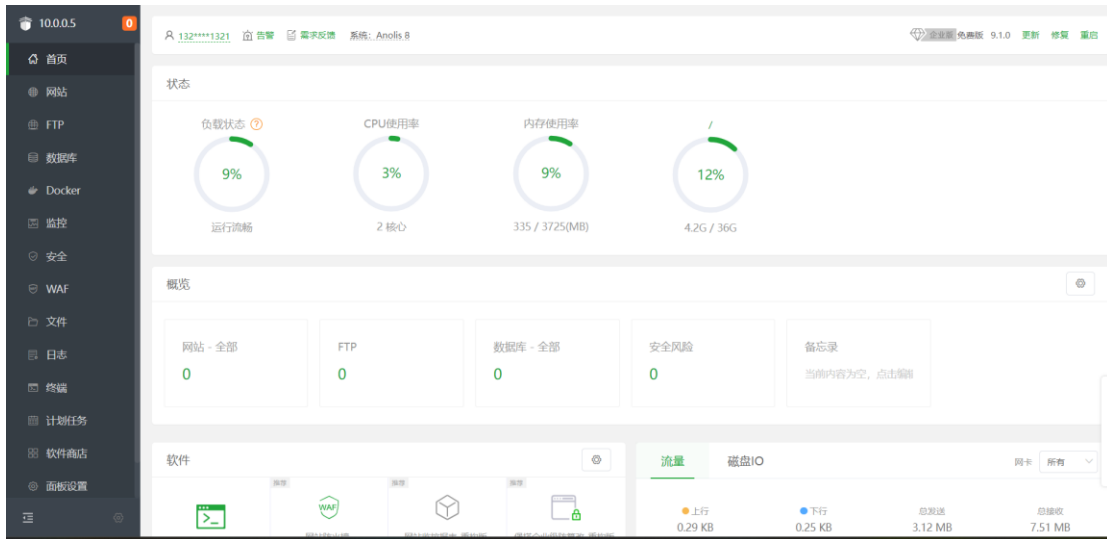 10.0.0.5 0
首页
网站
FTP
数据库
Docker
监控
安全
WAF
文件
日志
终端
计划任务
软件商店
面板设置
132****1321 告警 需求反馈 系统: Anolis 8
企业版 免费版 9.1.0 更新 修复 重启
状态
负载状态 ? CPU使用率 内存使用率 /
9% 3% 9% 12%
运行流畅 2 核心 335 / 3725(MB) 4.2G / 36G
概览
网站 - 全部 FTP 数据库 - 全部 安全风险 备忘录
0 0 0 0 当前内容为空，点击编辑
软件
推荐 推荐 推荐
WAF
流量 磁盘IO 网卡 所有
上行 下行 总发送 总接收
0.29 KB 0.25 KB 3.12 MB 7.51 MB